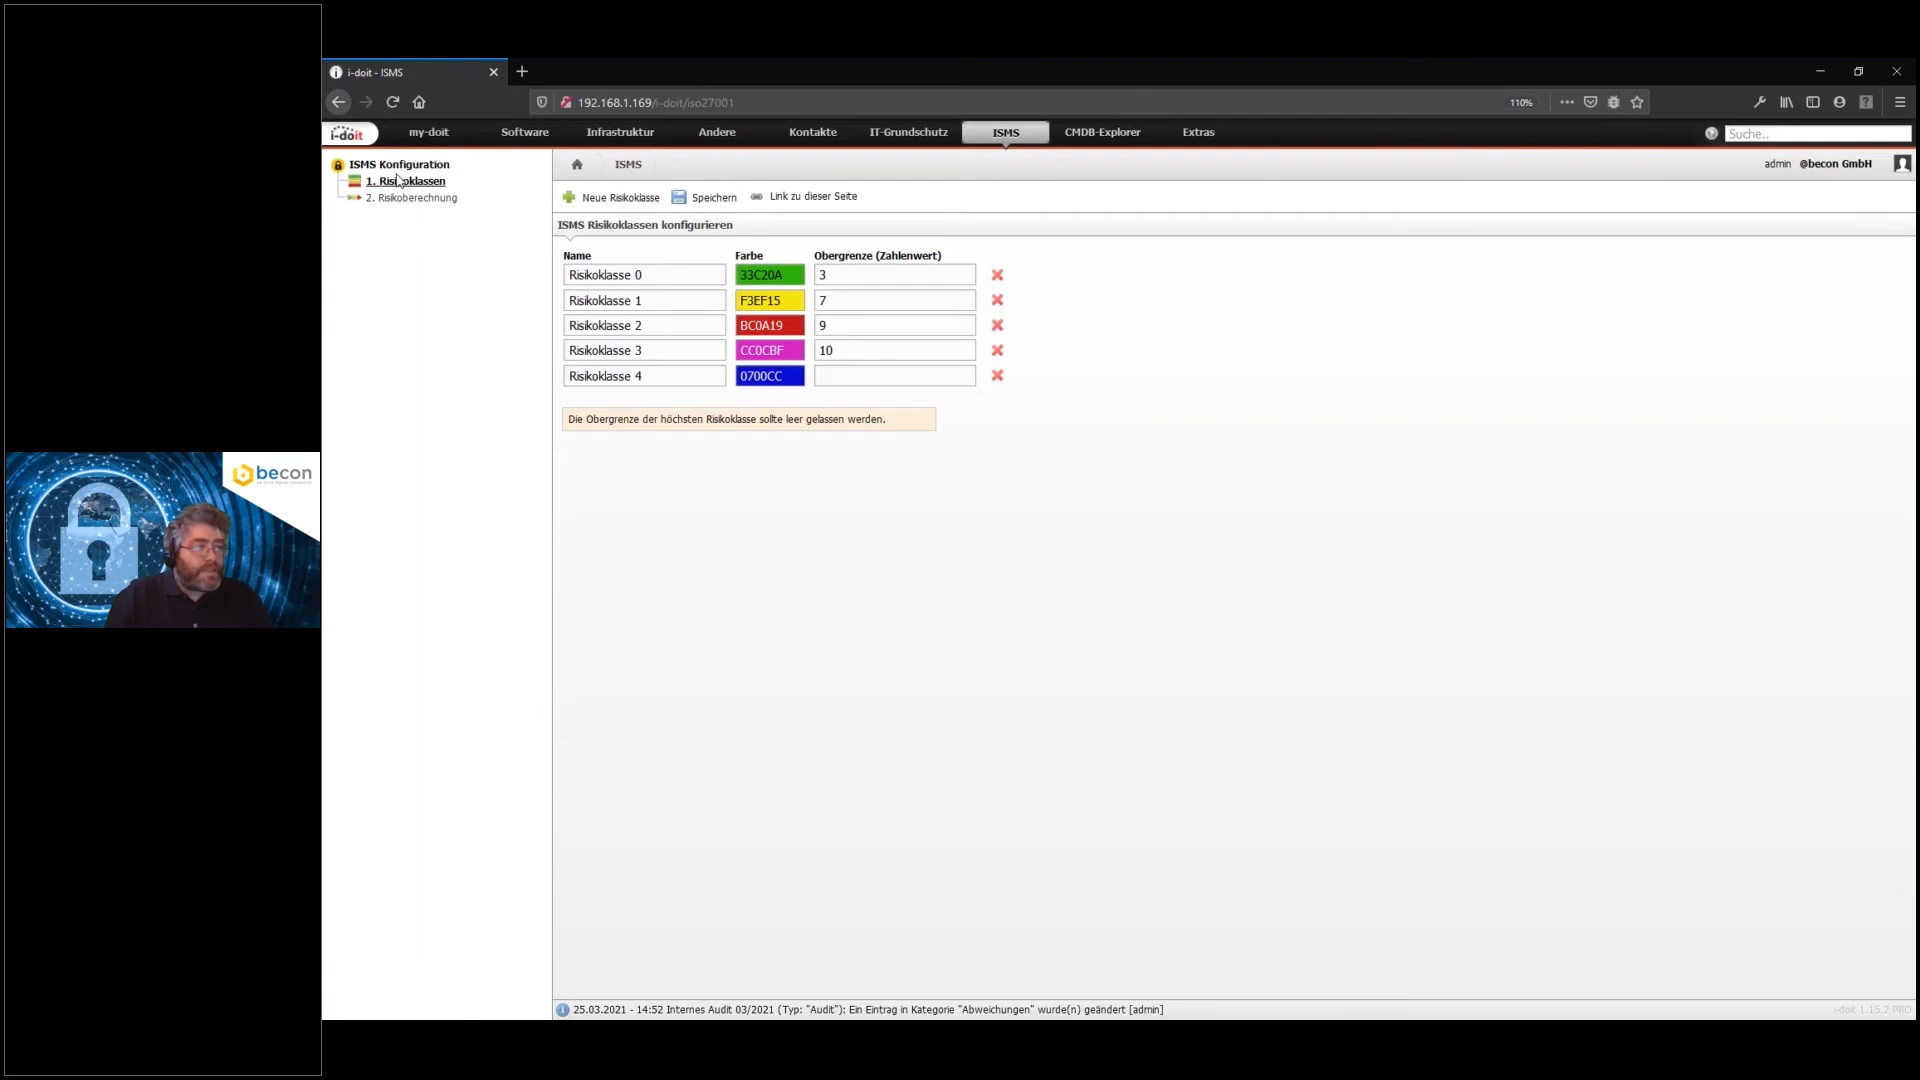 i-doit - ISMS
192.168.1.169/i-doit/iso27001
110%
i-doit
my-doit
Software
Infrastruktur
Andere
Kontakte
IT-Grundschutz
ISMS
CMDB-Explorer
Extras
Suche..
ISMS Konfiguration
1. Risikoklassen
2. Risikoberechnung
ISMS
admin @becon GmbH
Neue Risikoklasse
Speichern
Link zu dieser Seite
ISMS Risikoklassen konfigurieren
Name Farbe Obergrenze (Zahlenwert)
Risikoklasse 0 33C20A 3
Risikoklasse 1 F3EF15 7
Risikoklasse 2 BC0A19 9
Risikoklasse 3 CC0CBF 10
Risikoklasse 4 0700CC
Die Obergrenze der höchsten Risikoklasse sollte leer gelassen werden.
becon
25.03.2021 - 14:52 Internes Audit 03/2021 (Typ: "Audit"): Ein Eintrag in Kategorie "Abweichungen" wurde(n) geändert [admin]
i-doit 1.15.2 PRO